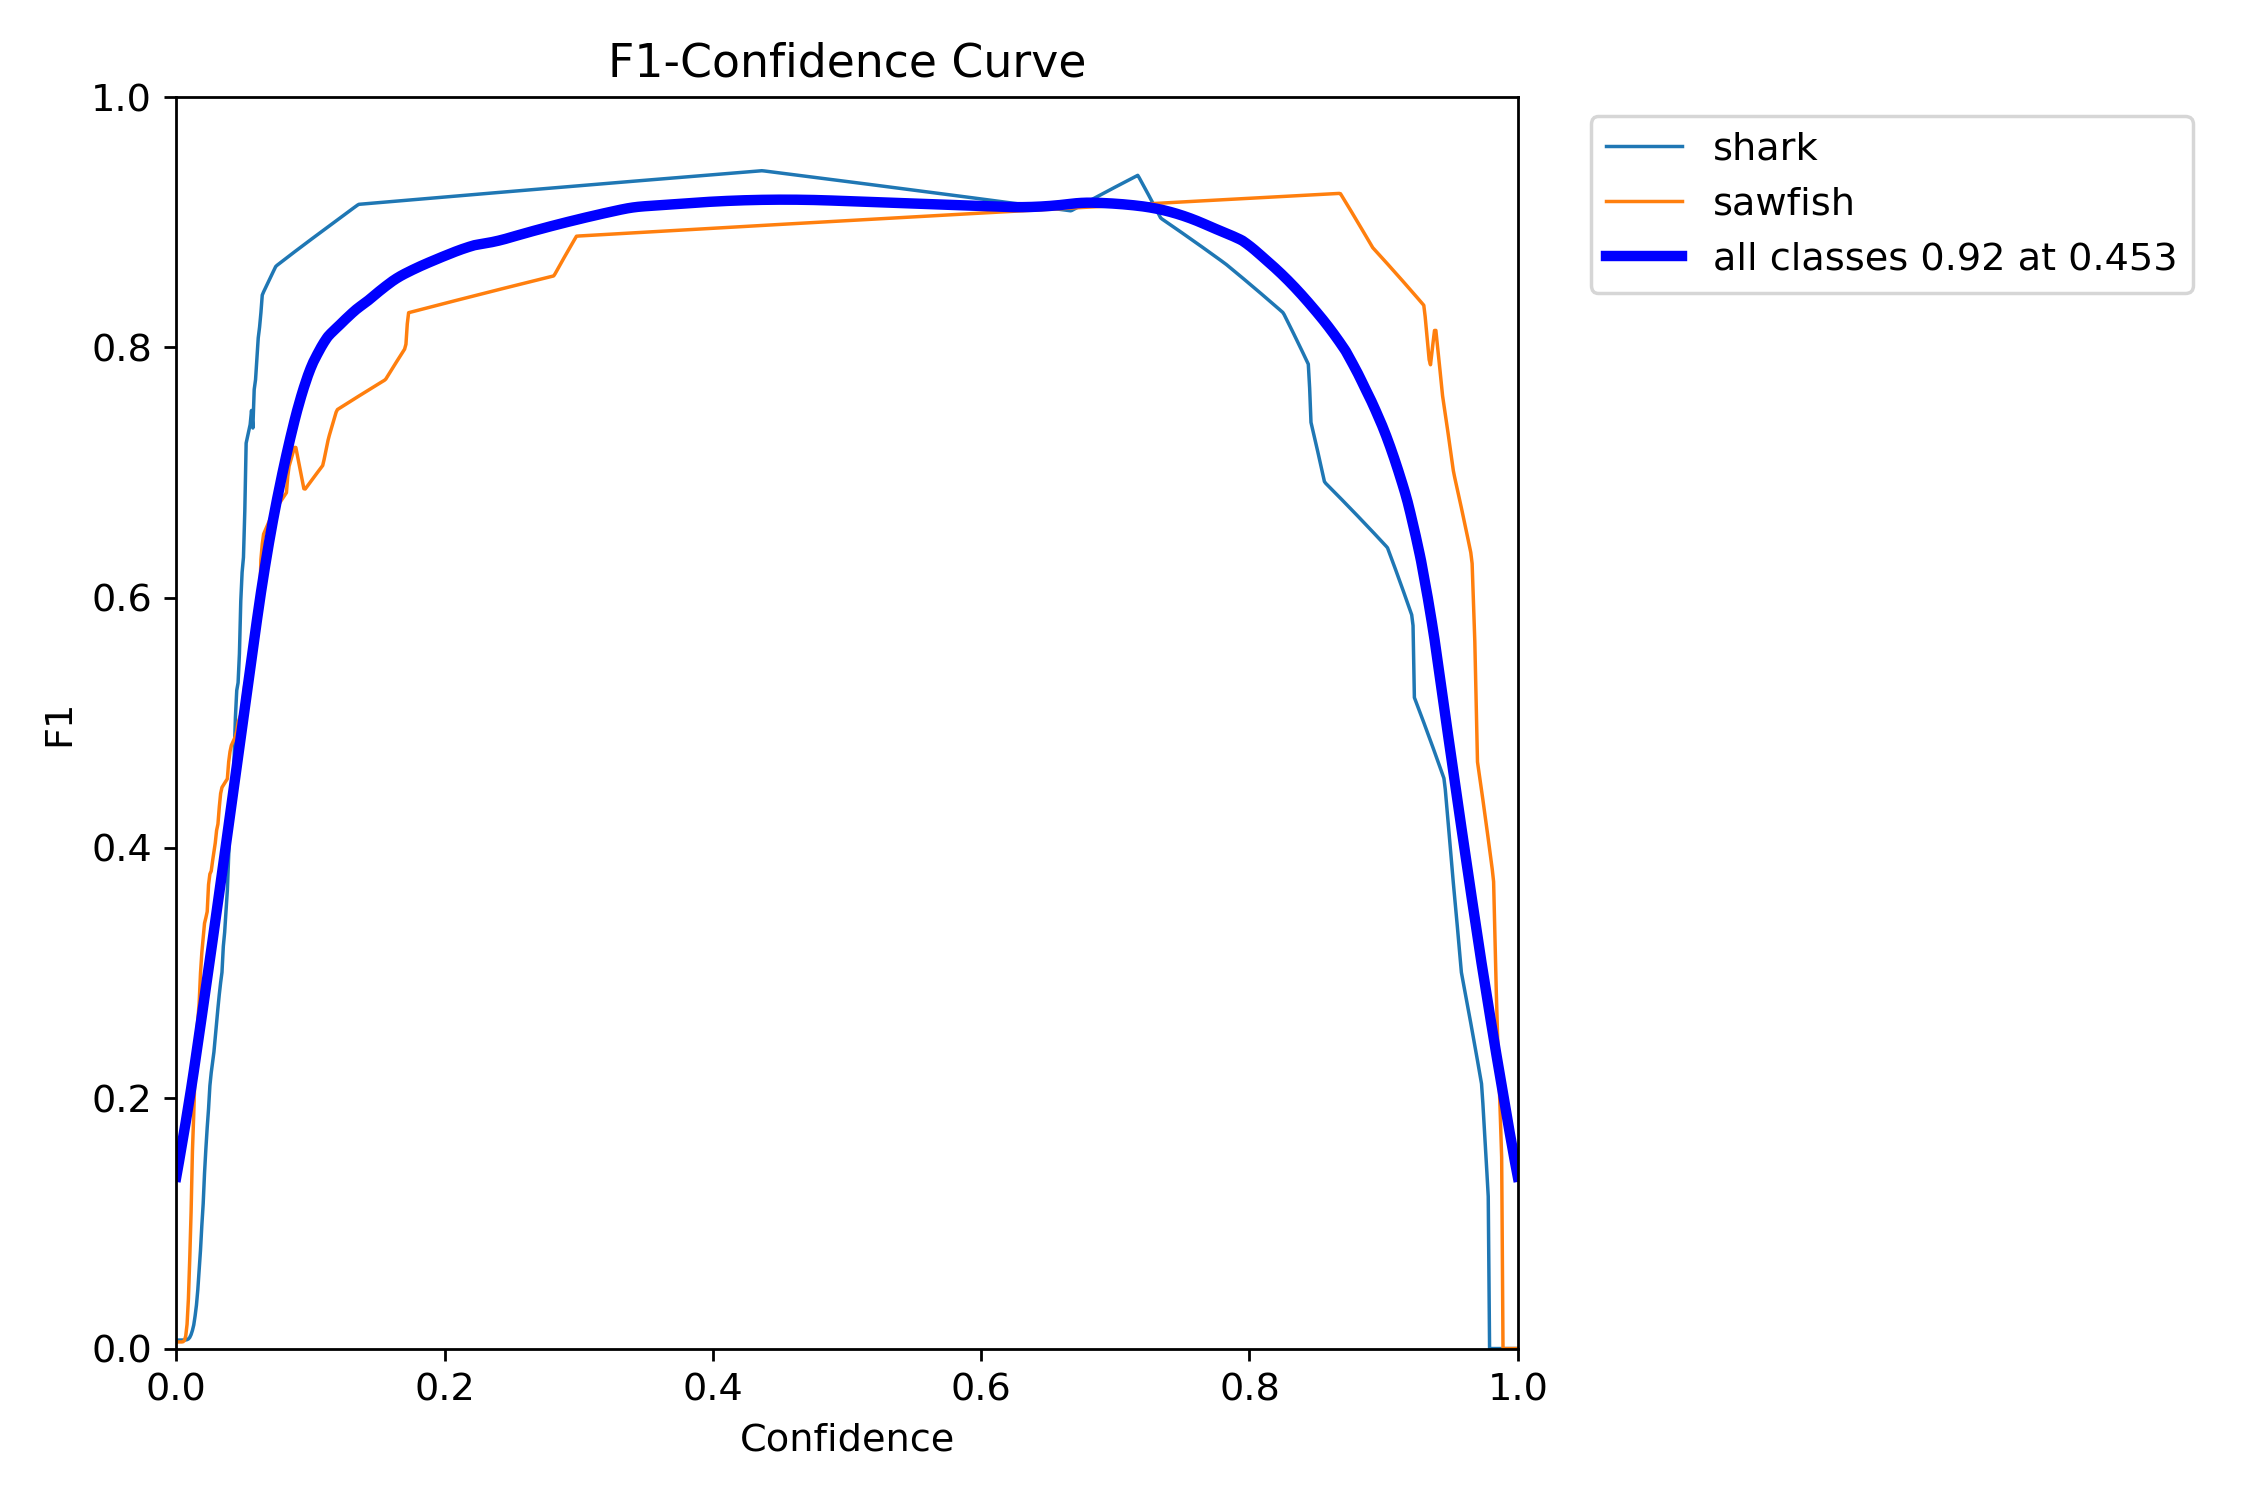 F1-Confidence Curve
1.0
0.8
0.6
0.4
0.2
0.0
F1
0.0 0.2 0.4 0.6 0.8 1.0
Confidence
shark
sawfish
all classes 0.92 at 0.453